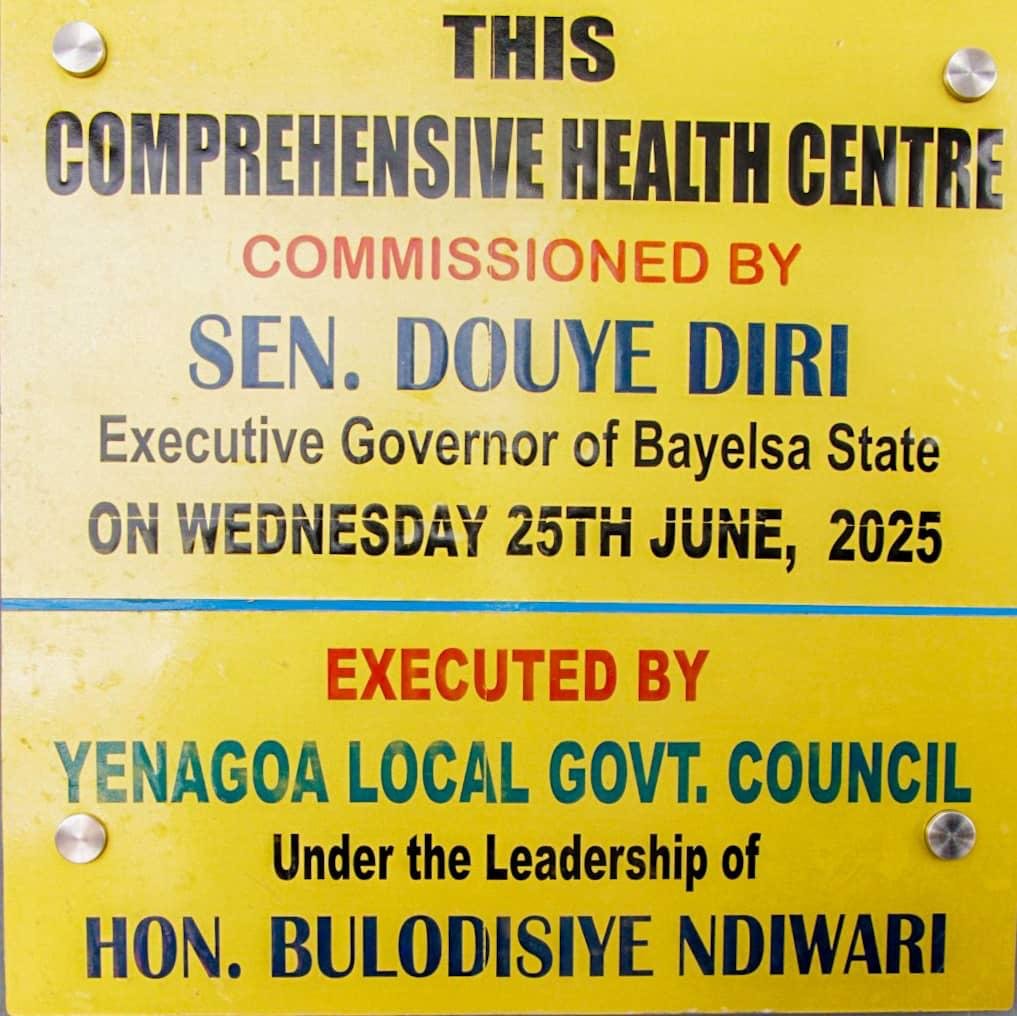 THIS
COMPREHENSIVE HEALTH CENTRE
COMMISSIONED BY
SEN. DOUYE DIRI
Executive Governor of Bayelsa State
ON WEDNESDAY 25TH JUNE, 2025
EXECUTED BY
YENAGOA LOCAL GOVT. COUNCIL
Under the Leadership of
HON. BULODISIYE NDIWARI